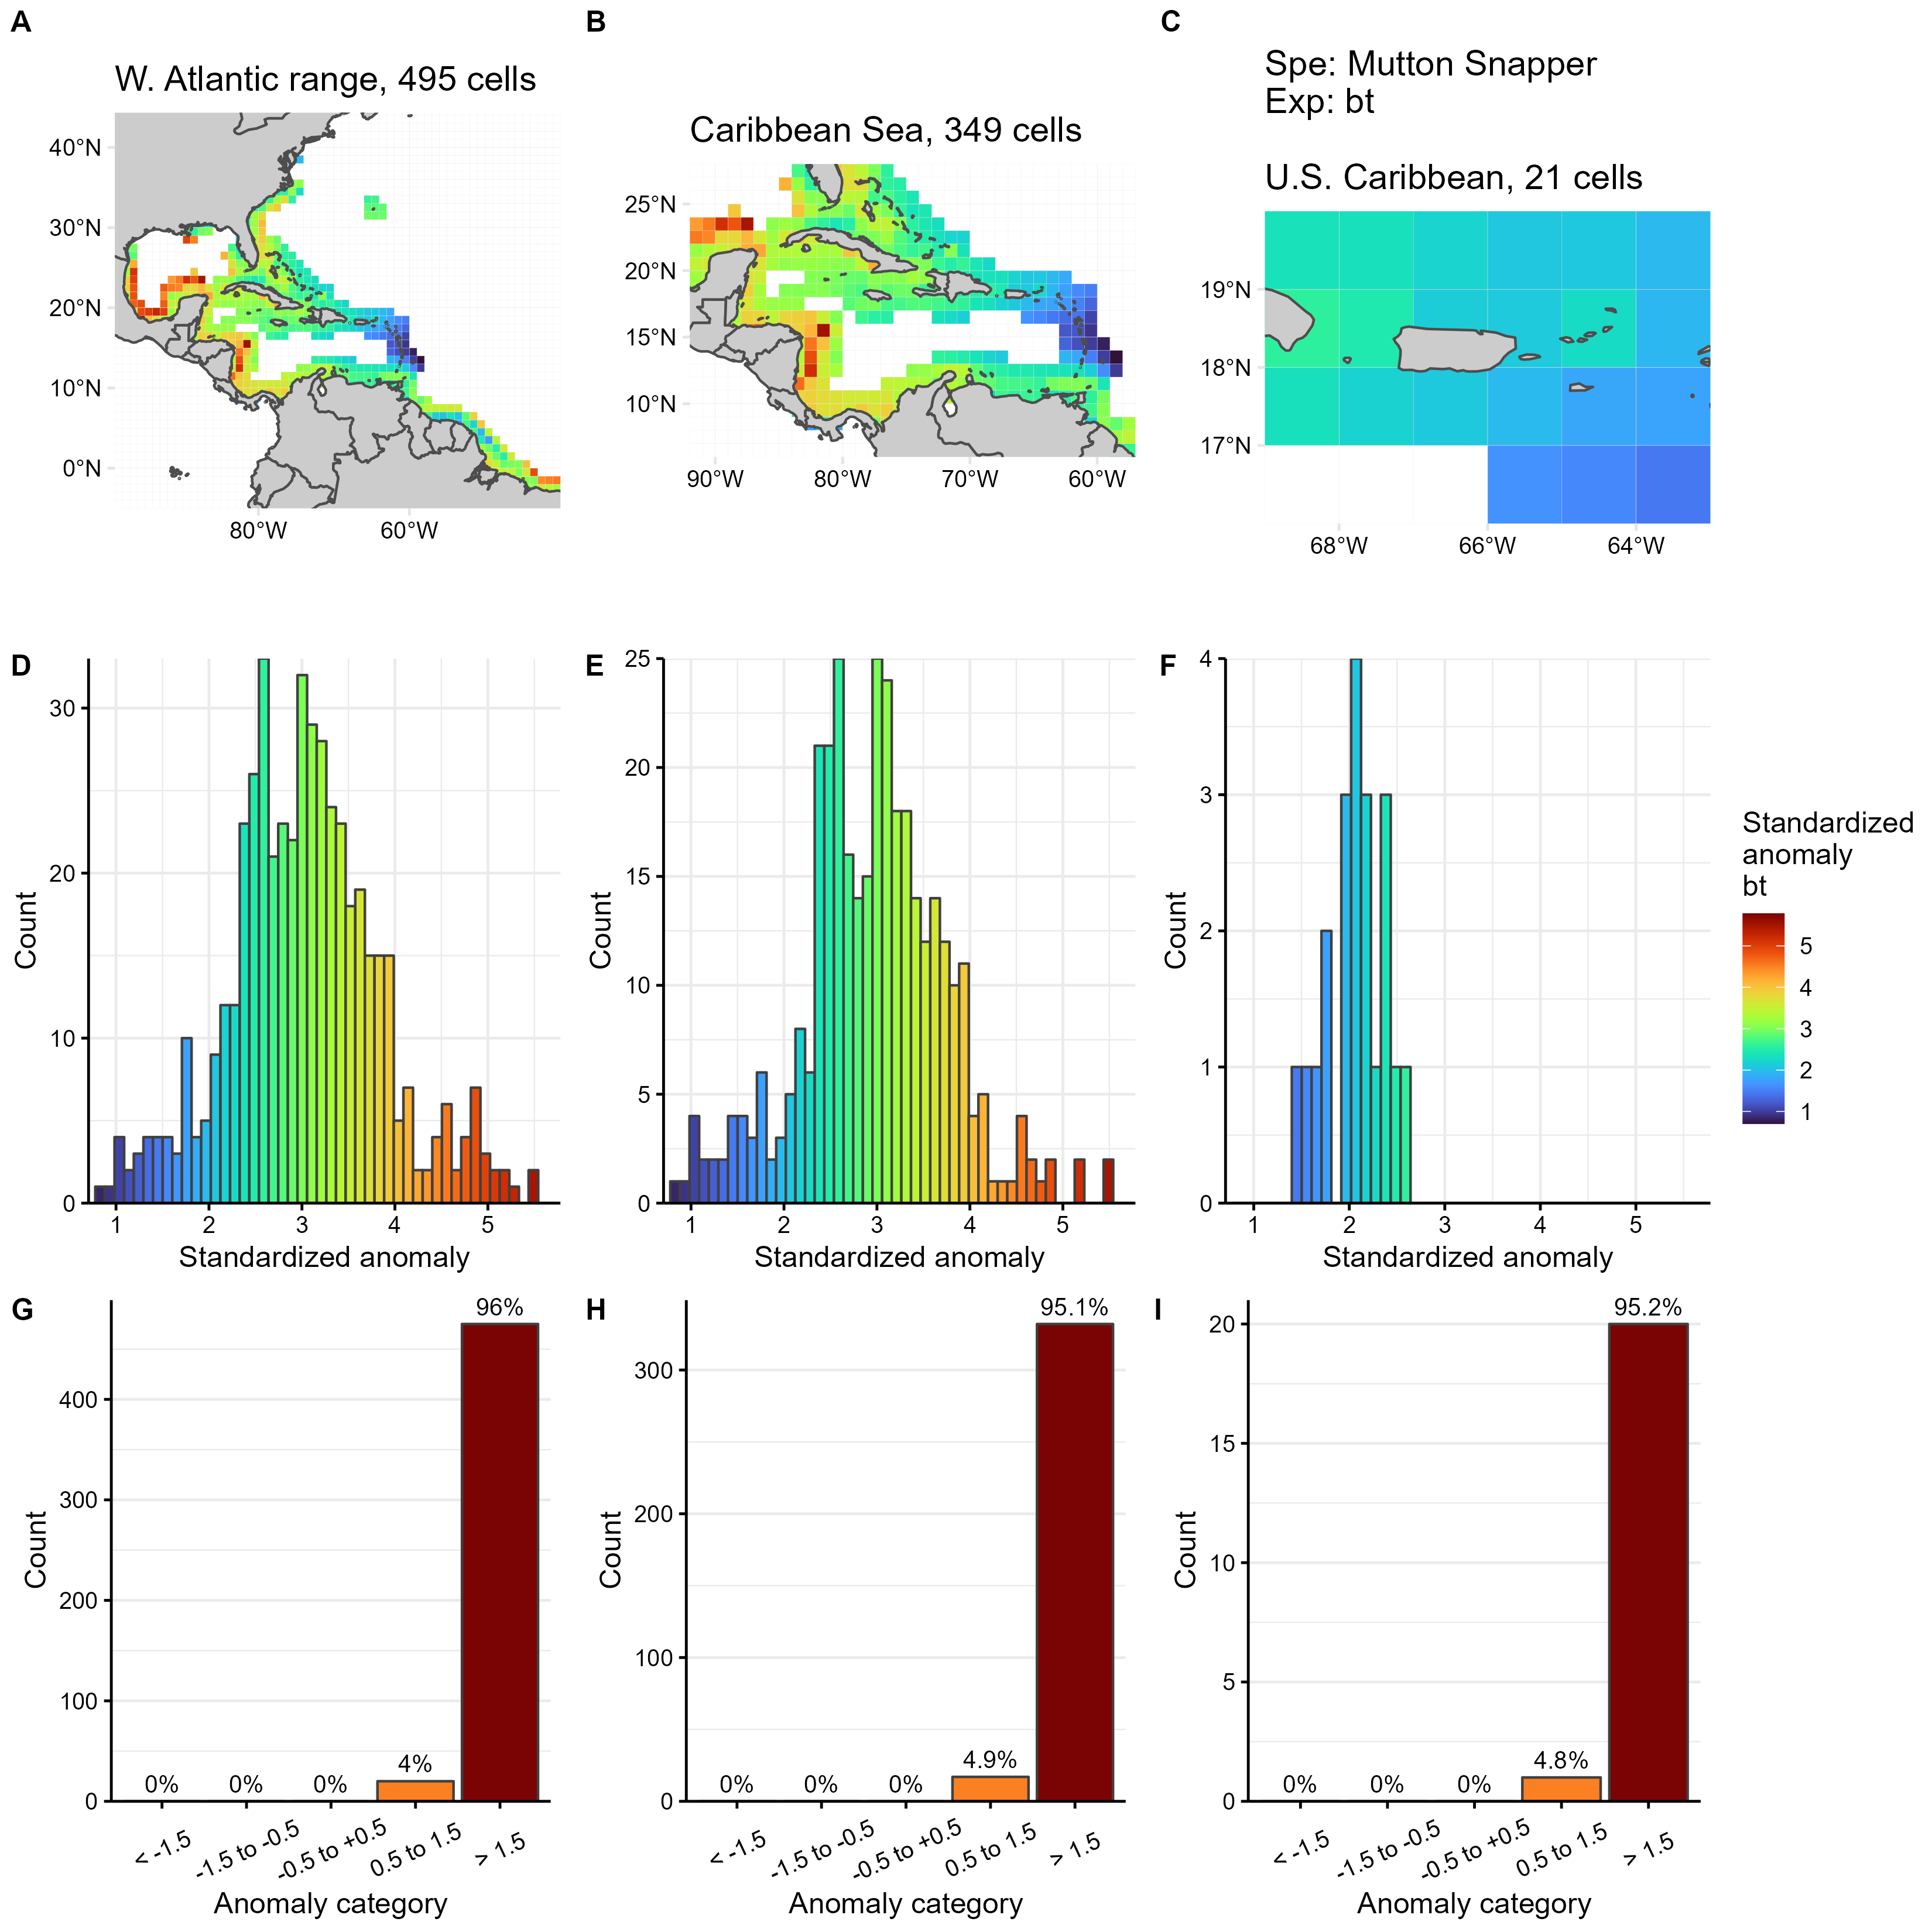 A
B
C
W. Atlantic range, 495 cells
Caribbean Sea, 349 cells
Spe: Mutton Snapper
Exp: bt
U.S. Caribbean, 21 cells
40°N
30°N
20°N
10°N
0°N
80°W
60°W
25°N
20°N
15°N
10°N
90°W
80°W
70°W
60°W
19°N
18°N
17°N
68°W
66°W
64°W
D
30
20
10
0
Count
1
2
3
4
5
Standardized anomaly
E
25
20
15
10
5
0
Count
1
2
3
4
5
Standardized anomaly
F
4
3
2
1
0
Count
1
2
3
4
5
Standardized anomaly
Standardized
anomaly
bt
5
4
3
2
1
G
96%
400
300
200
100
0
Count
0%
0%
0%
4%
< -1.5
-1.5 to -0.5
-0.5 to +0.5
0.5 to 1.5
> 1.5
Anomaly category
H
95.1%
300
200
100
0
Count
0%
0%
0%
4.9%
< -1.5
-1.5 to -0.5
-0.5 to +0.5
0.5 to 1.5
> 1.5
Anomaly category
I
95.2%
20
15
10
5
0
Count
0%
0%
0%
4.8%
< -1.5
-1.5 to -0.5
-0.5 to +0.5
0.5 to 1.5
> 1.5
Anomaly category